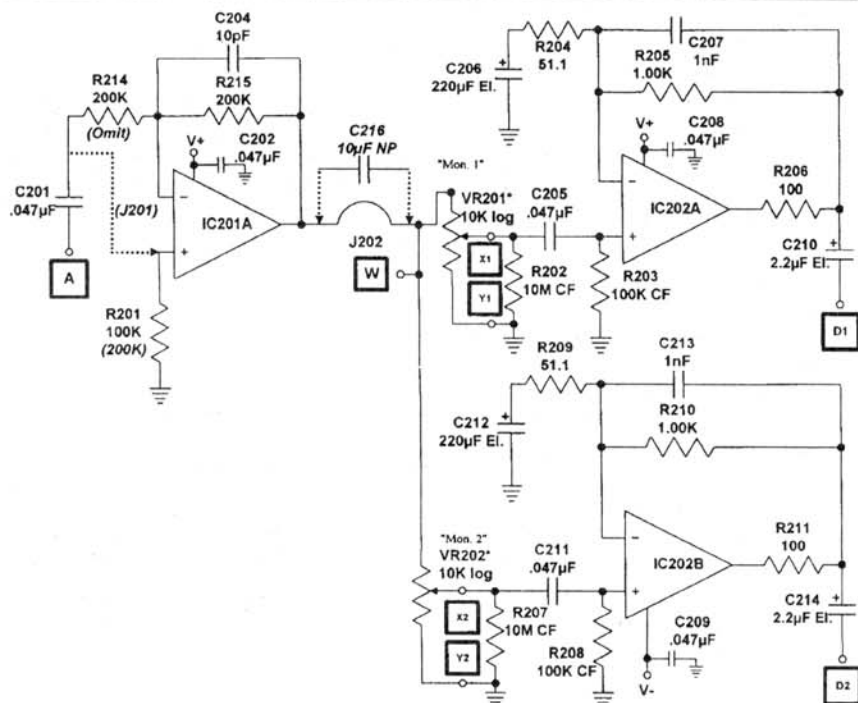 C204
10pF
R214
200K
(Omit)
R215
200K
V+
C202
.047µF
C201
.047µF
(J201)
IC201A
A
R201
100K
(200K)
C216
10µF NP
J202
W
"Mon. 1"
VR201*
10K log
X1
Y1
C205
.047µF
R202
10M CF
R203
100K CF
C206
220µF El.
R204
51.1
C207
1nF
R205
1.00K
V+
C208
.047µF
IC202A
R206
100
C210
2.2µF El.
D1
"Mon. 2"
VR202*
10K log
X2
Y2
C211
.047µF
R207
10M CF
R208
100K CF
C212
220µF El.
R209
51.1
C213
1nF
R210
1.00K
IC202B
C209
.047µF
V-
R211
100
C214
2.2µF El.
D2